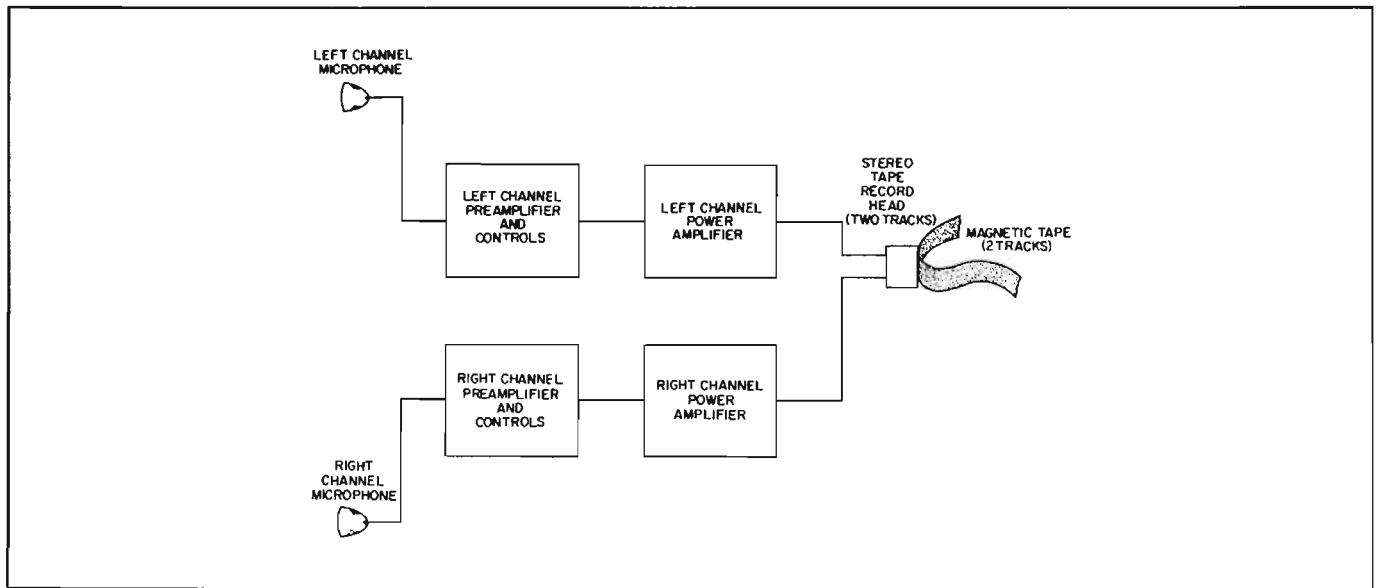 LEFT CHANNEL
MICROPHONE
LEFT CHANNEL
PREAMPLIFIER
AND
CONTROLS
LEFT CHANNEL
POWER
AMPLIFIER
STEREO
TAPE
RECORD
HEAD
(TWO TRACKS)
MAGNETIC TAPE
(2 TRACKS)
RIGHT CHANNEL
PREAMPLIFIER
AND
CONTROLS
RIGHT CHANNEL
POWER
AMPLIFIER
RIGHT
CHANNEL
MICROPHONE